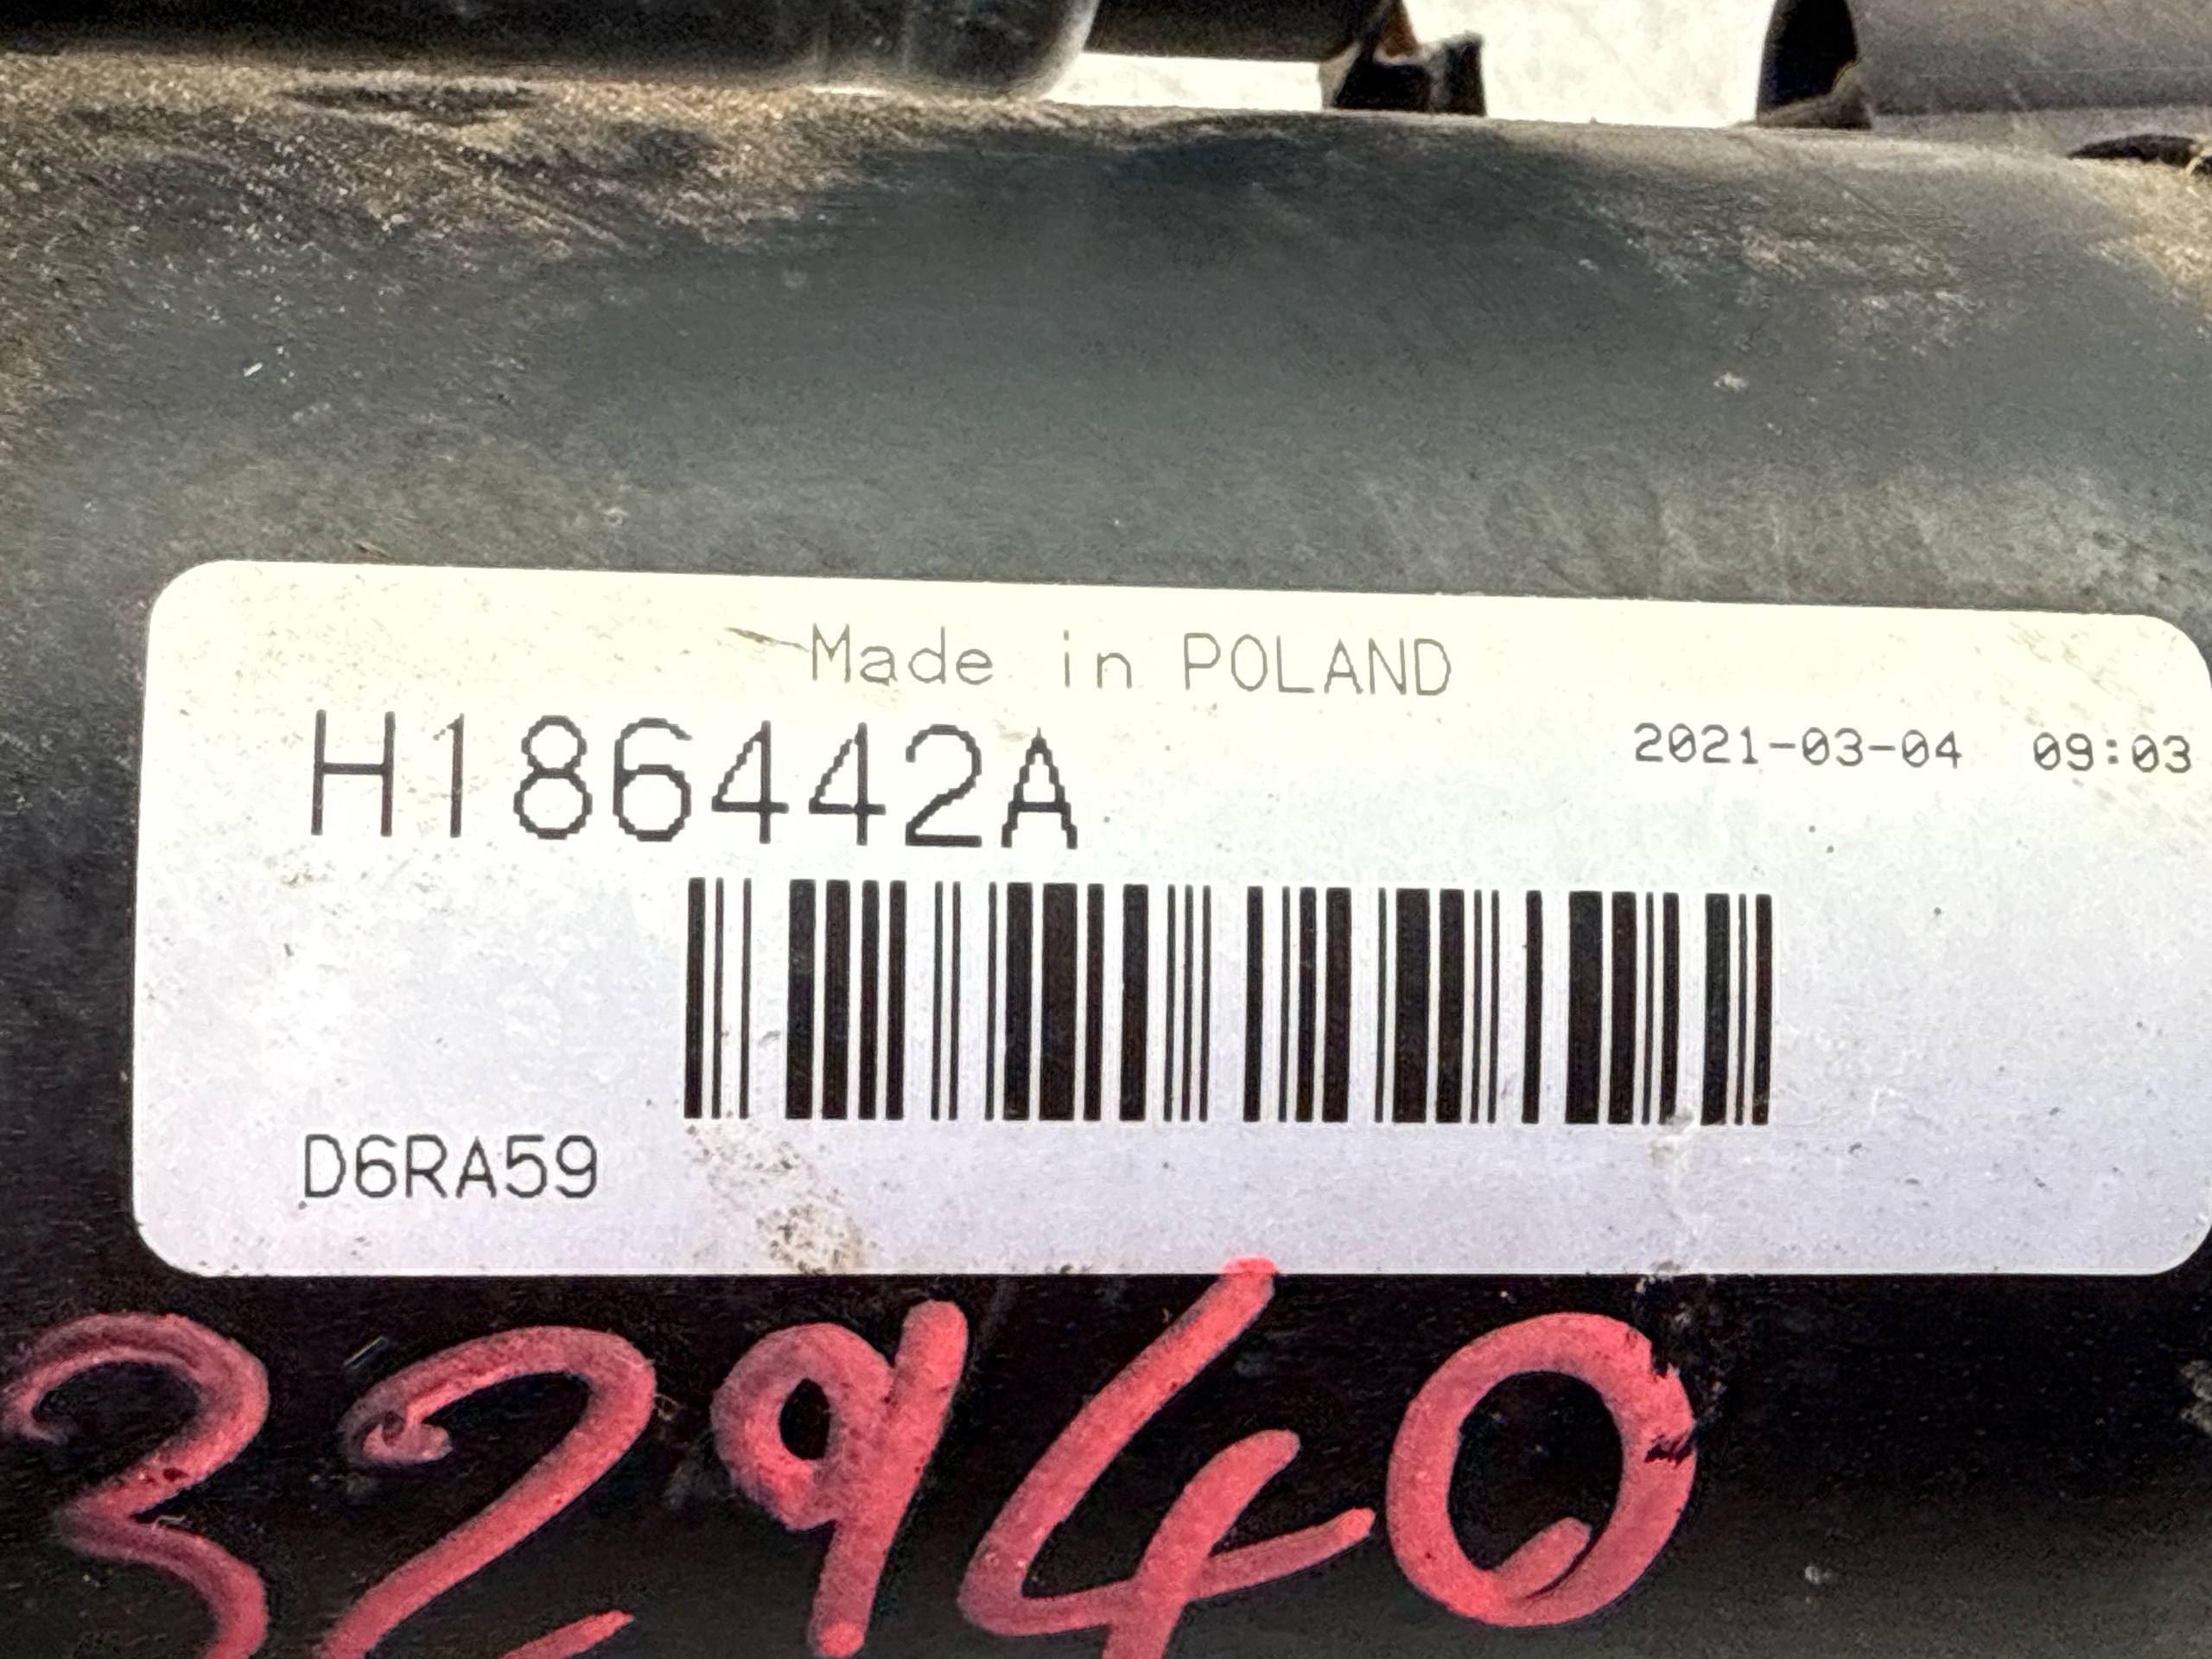 Made in POLAND
H186442A
2021-03-04 09:03
D6RA59
32940